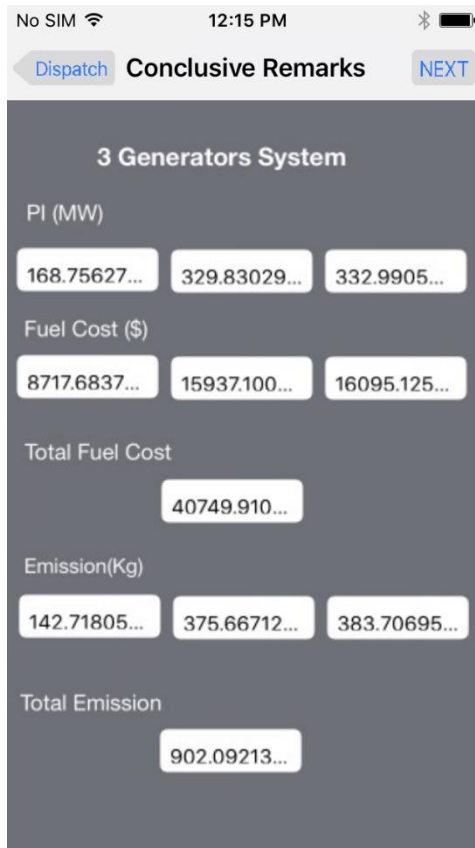 No SIM 12:15 PM
Dispatch Conclusive Remarks NEXT
3 Generators System
PI (MW)
168.75627... 329.83029... 332.9905...
Fuel Cost ($)
8717.6837... 15937.100... 16095.125...
Total Fuel Cost
40749.910...
Emission(Kg)
142.71805... 375.66712... 383.70695...
Total Emission
902.09213...